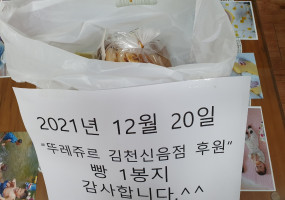 2021년 12월 20일
"뚜레쥬르 김천신음점 후원"
빵 1봉지
감사합니다.^^